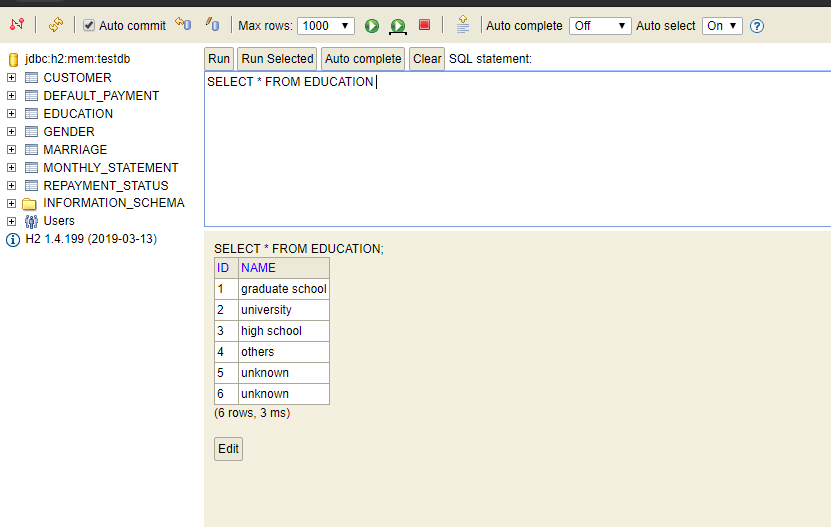 Auto commit Max rows: 1000 Auto complete Off Auto select On ?
jdbc:h2:mem:testdb
CUSTOMER
DEFAULT_PAYMENT
EDUCATION
GENDER
MARRIAGE
MONTHLY_STATEMENT
REPAYMENT_STATUS
INFORMATION_SCHEMA
Users
H2 1.4.199 (2019-03-13)
Run Run Selected Auto complete Clear SQL statement:
SELECT * FROM EDUCATION
SELECT * FROM EDUCATION;
ID NAME
1 graduate school
2 university
3 high school
4 others
5 unknown
6 unknown
(6 rows, 3 ms)
Edit